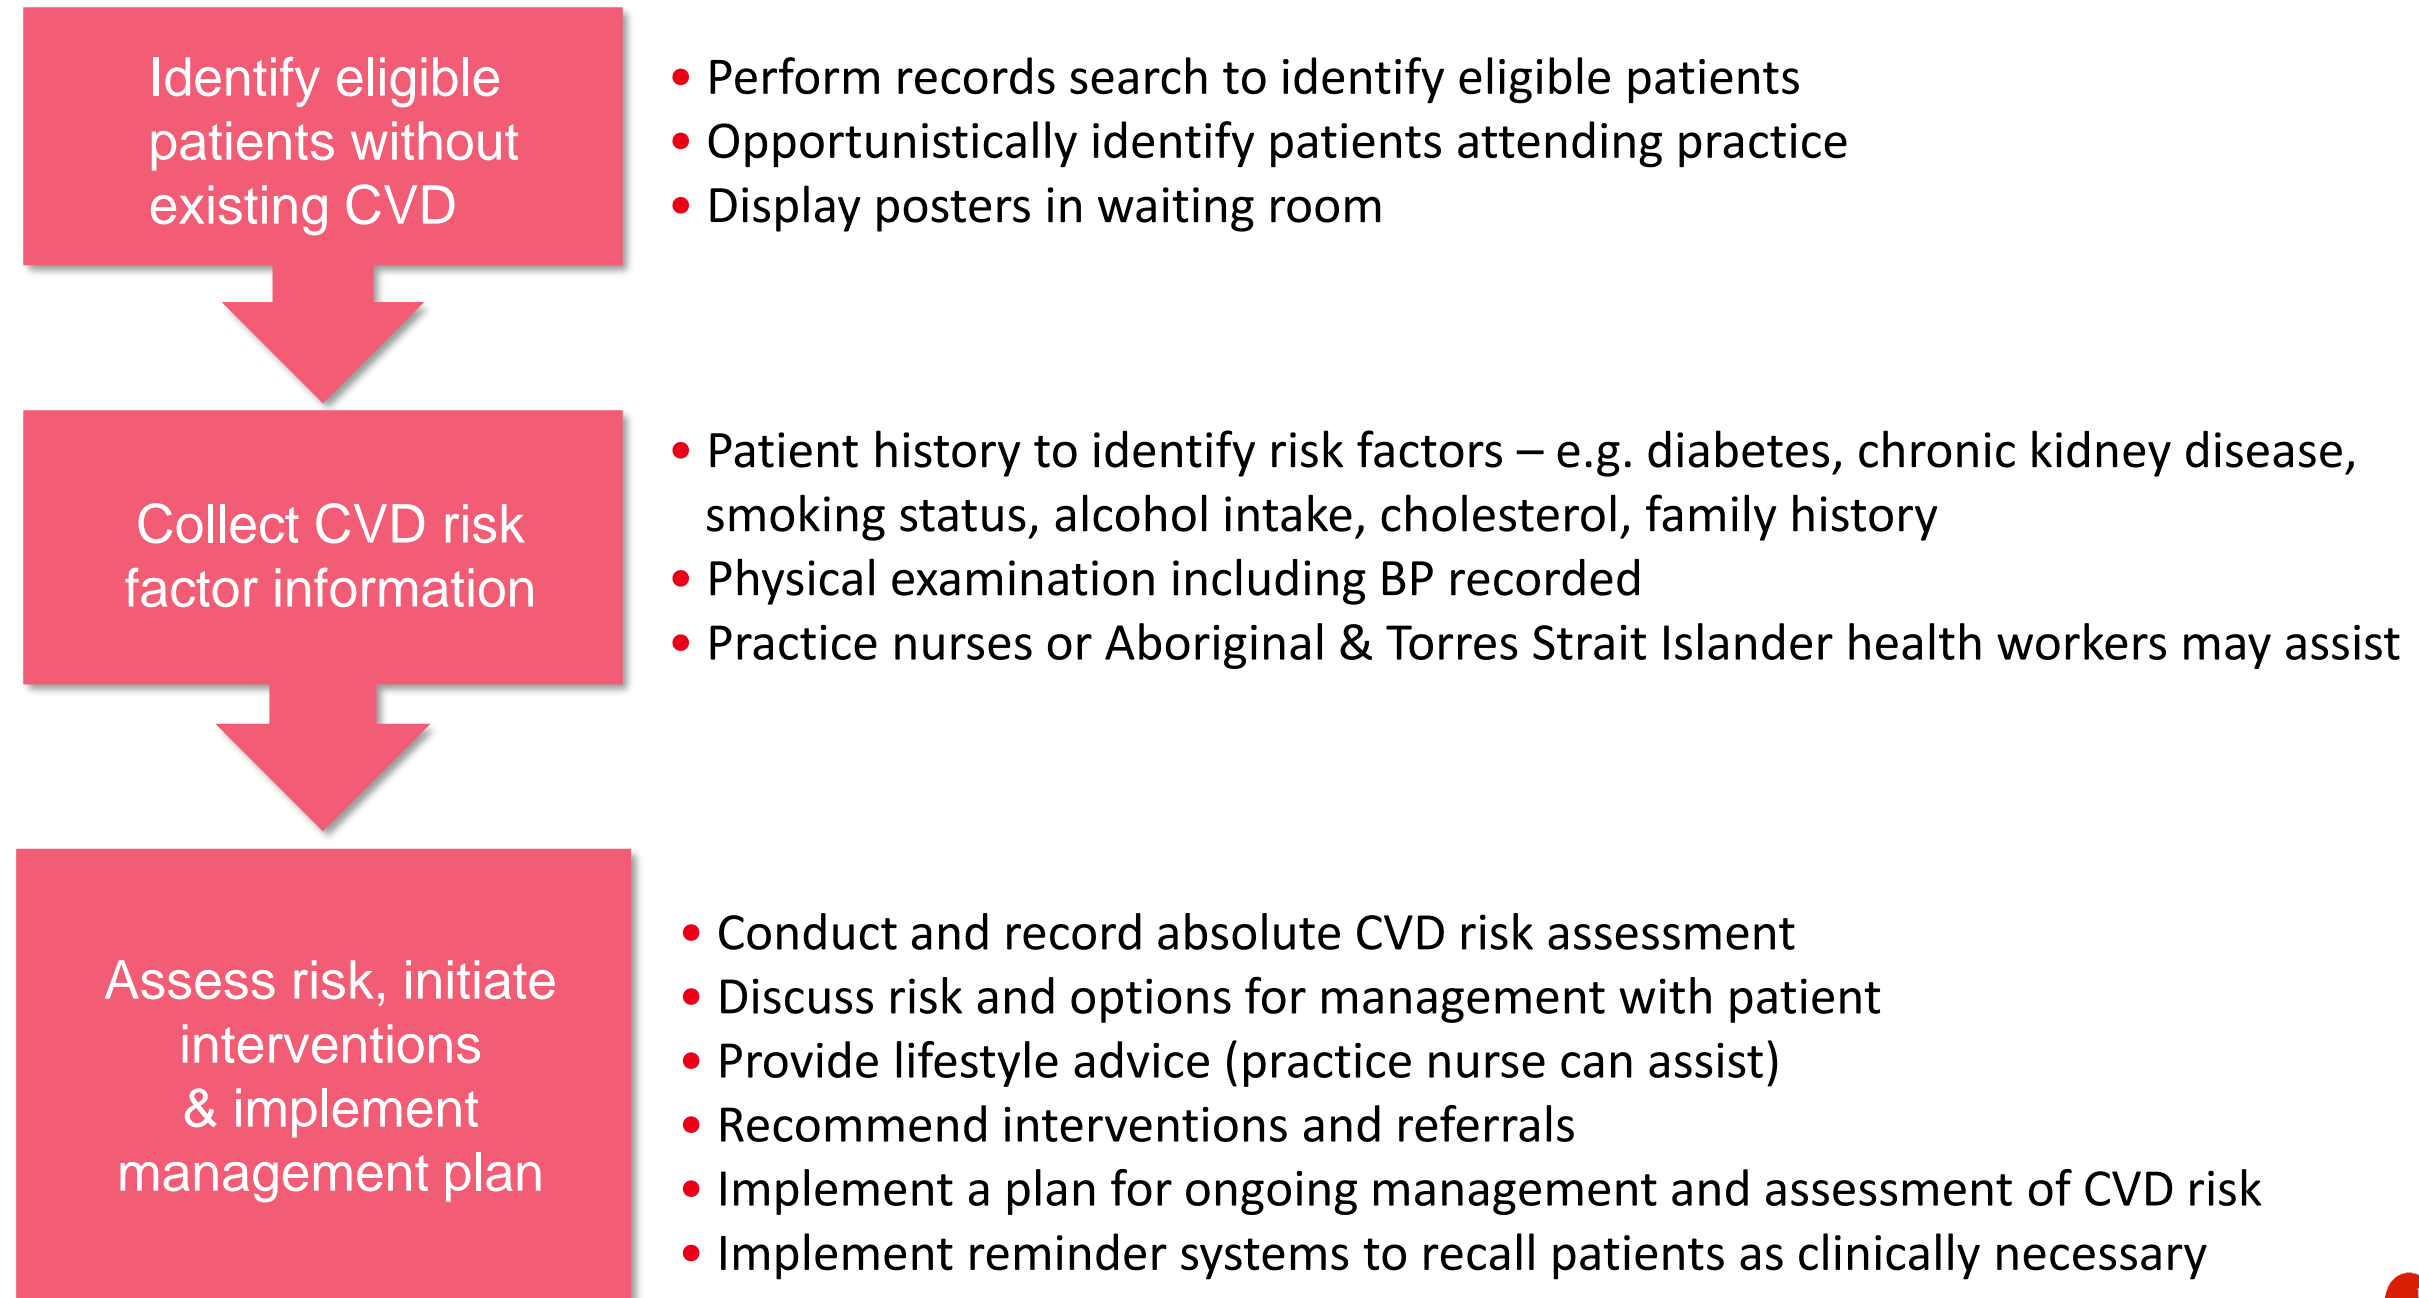 Identify eligible
patients without
existing CVD
• Perform records search to identify eligible patients
• Opportunistically identify patients attending practice
• Display posters in waiting room
Collect CVD risk
factor information
• Patient history to identify risk factors – e.g. diabetes, chronic kidney disease,
smoking status, alcohol intake, cholesterol, family history
• Physical examination including BP recorded
• Practice nurses or Aboriginal & Torres Strait Islander health workers may assist
Assess risk, initiate
interventions
& implement
management plan
• Conduct and record absolute CVD risk assessment
• Discuss risk and options for management with patient
• Provide lifestyle advice (practice nurse can assist)
• Recommend interventions and referrals
• Implement a plan for ongoing management and assessment of CVD risk
• Implement reminder systems to recall patients as clinically necessary